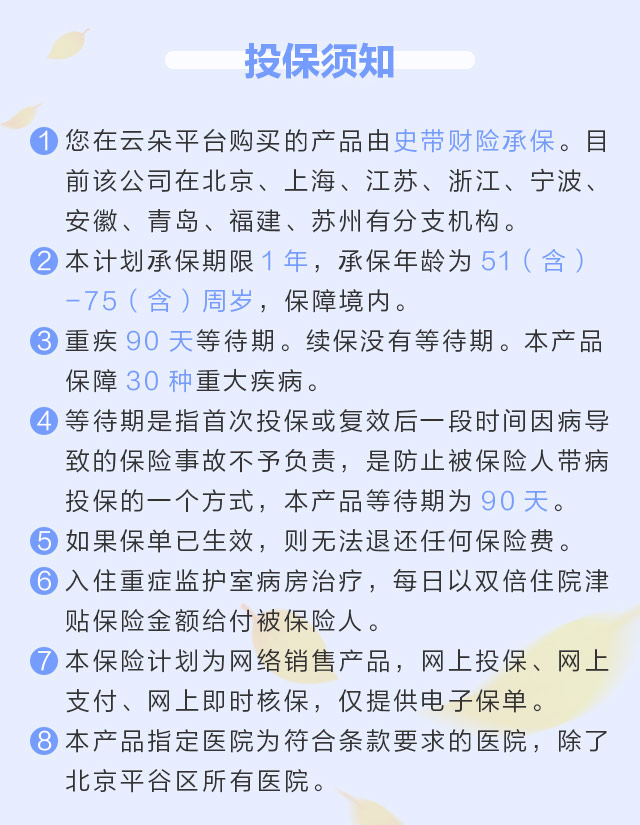 投保须知
1 您在云朵平台购买的产品由史带财险承保。目
前该公司在北京、上海、江苏、浙江、宁波、
安徽、青岛、福建、苏州有分支机构。
2 本计划承保期限1年，承保年龄为51（含）
-75（含）周岁，保障境内。
3 重疾90天等待期。续保没有等待期。本产品
保障30种重大疾病。
4 等待期是指首次投保或复效后一段时间因病导
致的保险事故不予负责，是防止被保险人带病
投保的一个方式，本产品等待期为90天。
5 如果保单已生效，则无法退还任何保险费。
6 入住重症监护室病房治疗，每日以双倍住院津
贴保险金额给付被保险人。
7 本保险计划为网络销售产品，网上投保、网上
支付、网上即时核保，仅提供电子保单。
8 本产品指定医院为符合条款要求的医院，除了
北京平谷区所有医院。